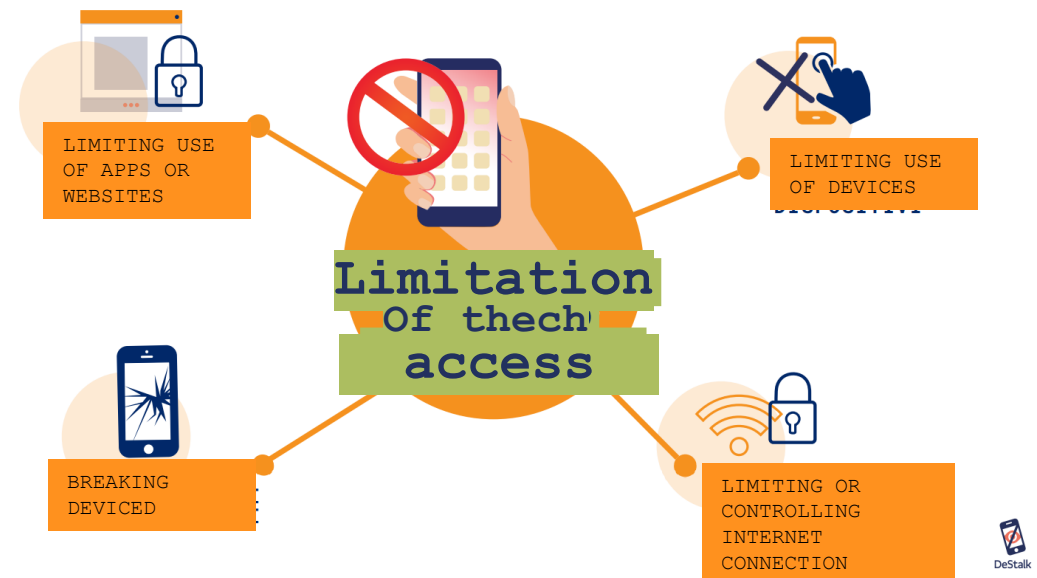 LIMITING USE
OF APPS OR
WEBSITES
LIMITING USE
OF DEVICES
Limitation
Of thech
access
BREAKING
DEVICED
LIMITING OR
CONTROLLING
INTERNET
CONNECTION
DeStalk